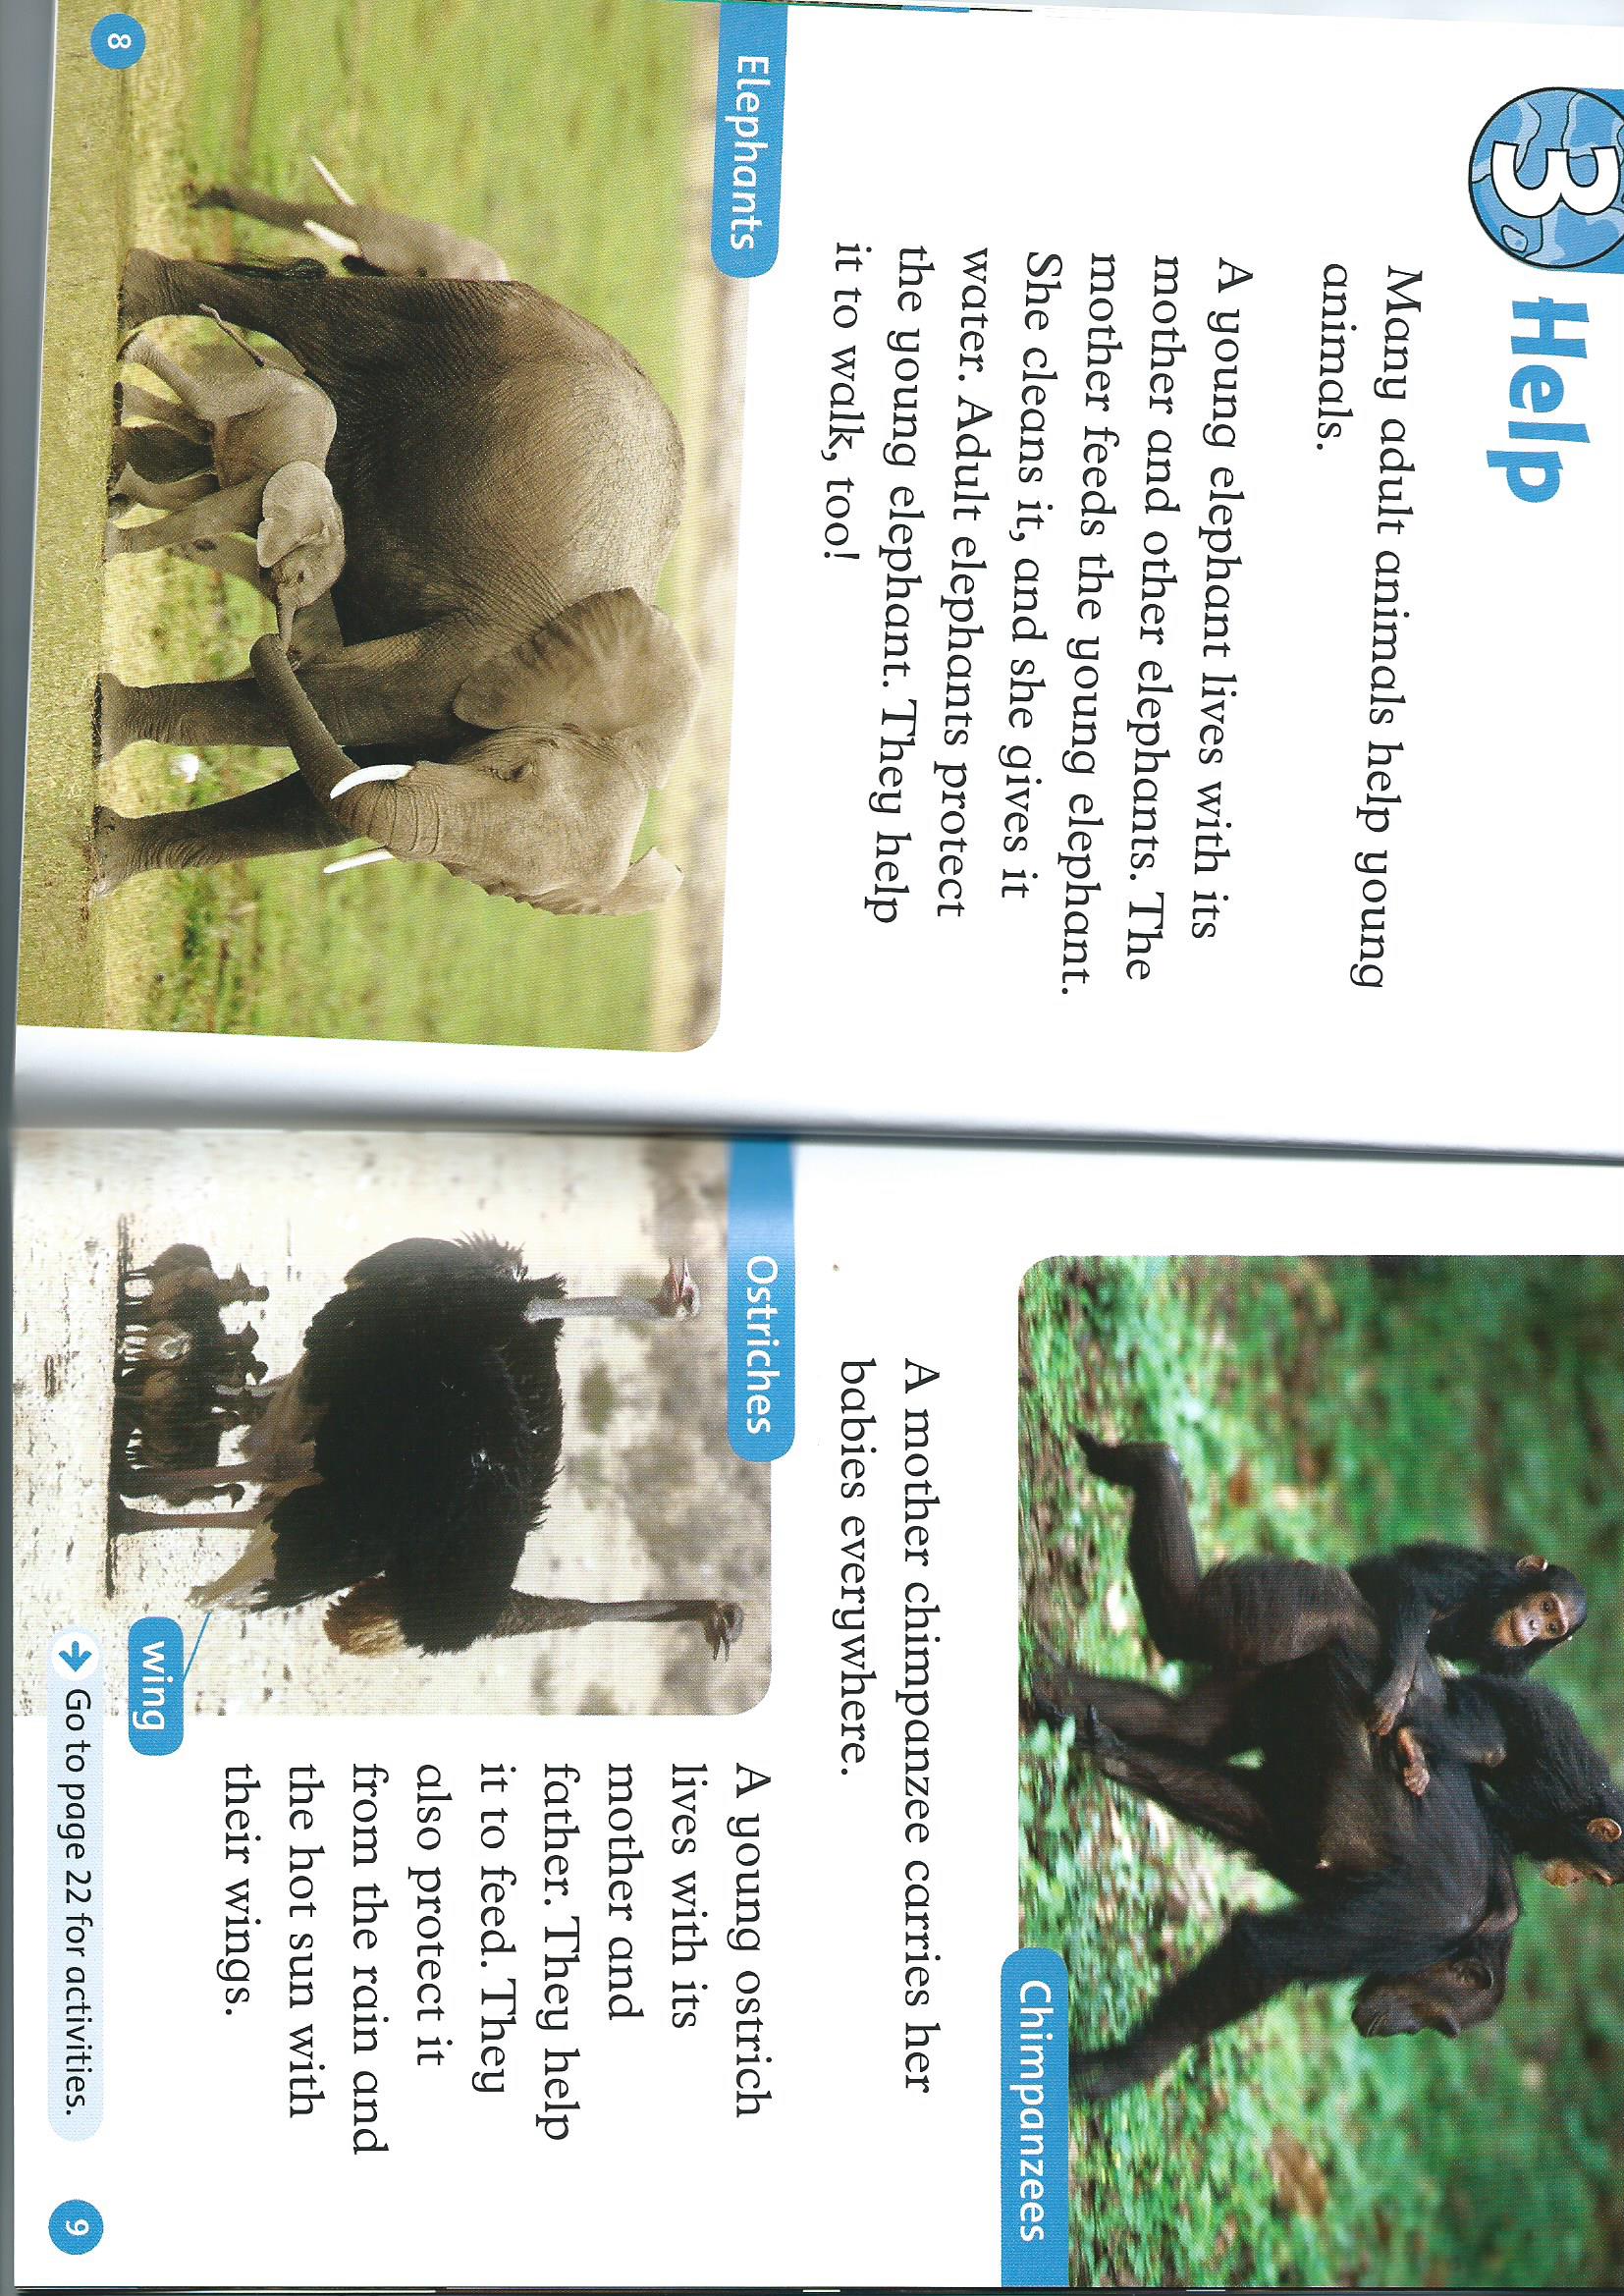 3 Help
Many adult animals help young
animals.
A young elephant lives with its
mother and other elephants. The
mother feeds the young elephant.
She cleans it, and she gives it
water. Adult elephants protect
the young elephant. They help
it to walk, too!
Elephants
8
Chimpanzees
A mother chimpanzee carries her
babies everywhere.
Ostriches
wing
A young ostrich
lives with its
mother and
father. They help
it to feed. They
also protect it
from the rain and
the hot sun with
their wings.
Go to page 22 for activities.
9